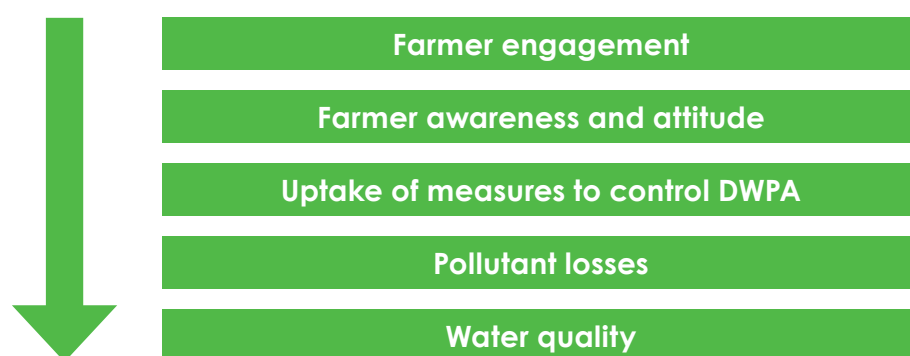 Farmer engagement
Farmer awareness and attitude
Uptake of measures to control DWPA
Pollutant losses
Water quality